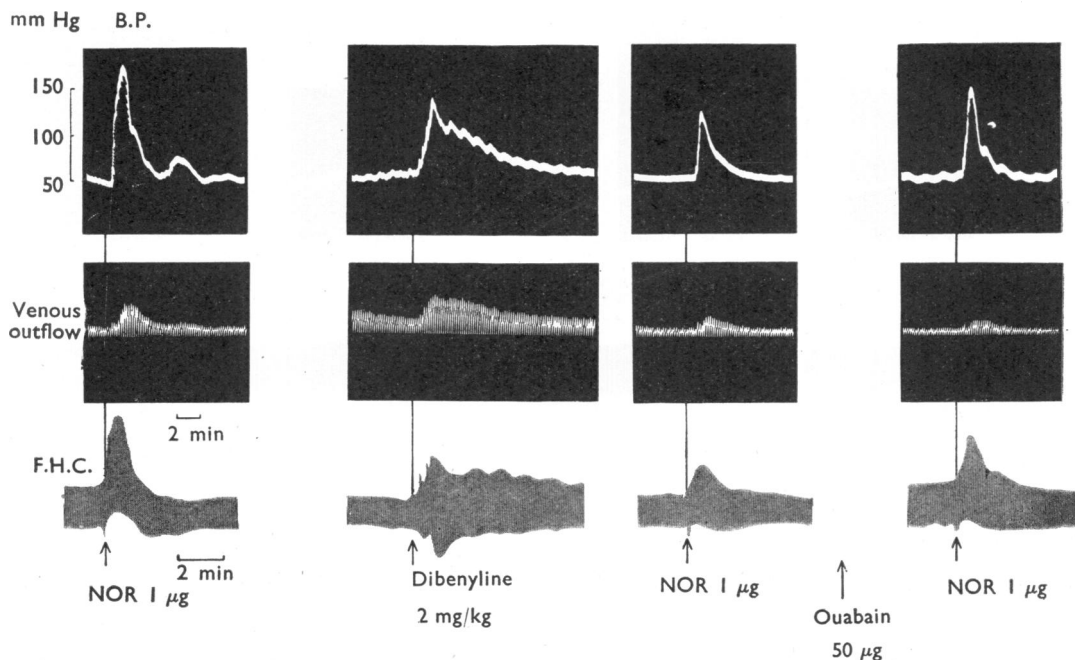 mm Hg B.P.
150
100
50
Venous
outflow
2 min
F.H.C.
2 min
NOR 1 µg
Dibenyline
2 mg/kg
NOR 1 µg
Ouabain
50 µg
NOR 1 µg